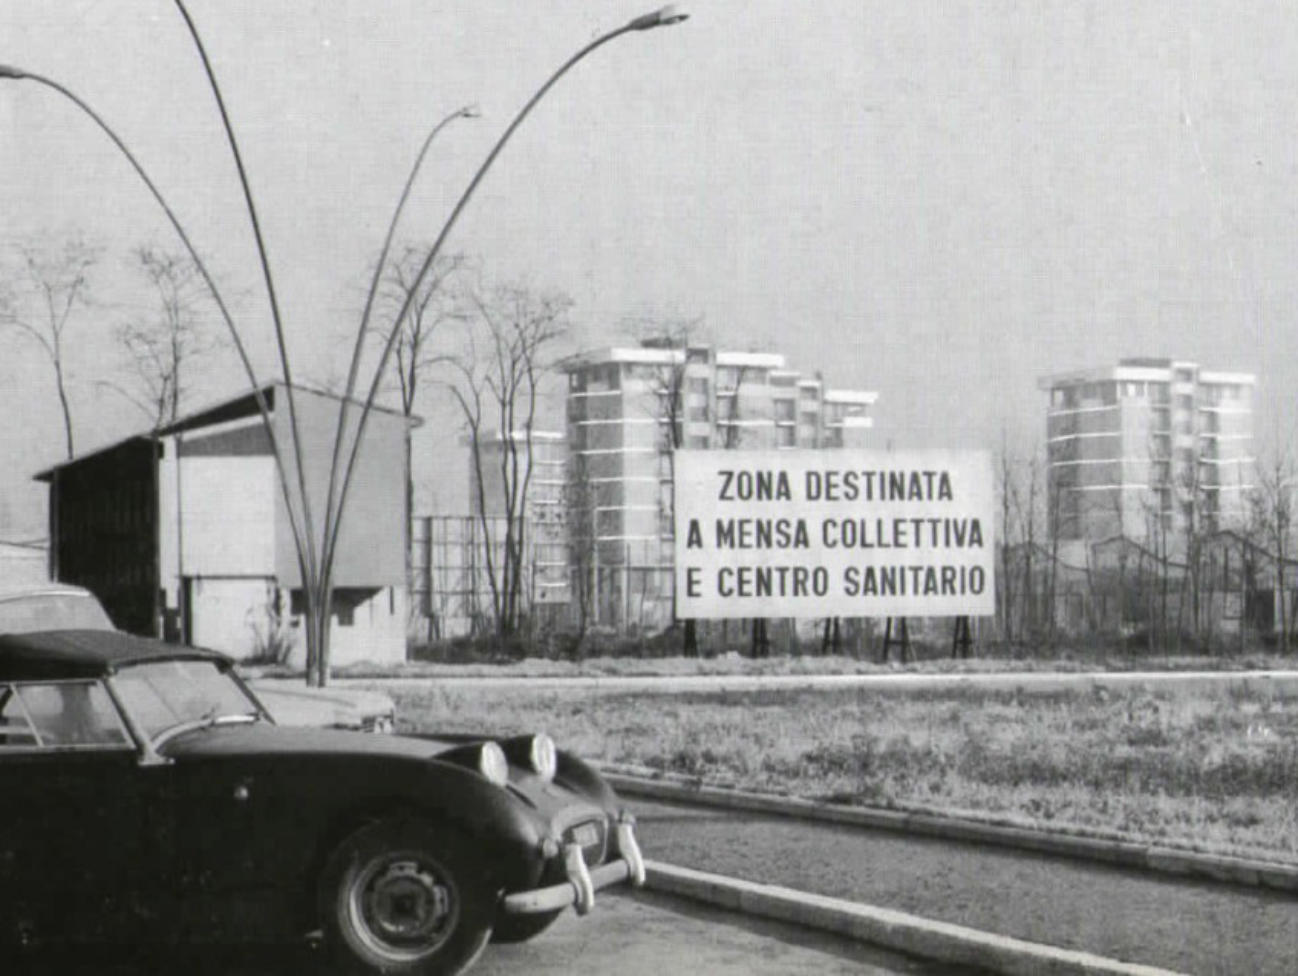 ZONA DESTINATA
A MENSA COLLETTIVA
E CENTRO SANITARIO